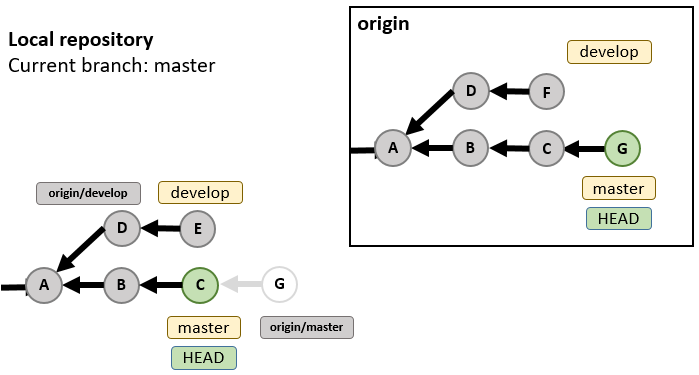 Local repository
Current branch: master
origin
develop
D F
A B C G
master
HEAD
origin/develop develop
D E
A B C G
master origin/master
HEAD